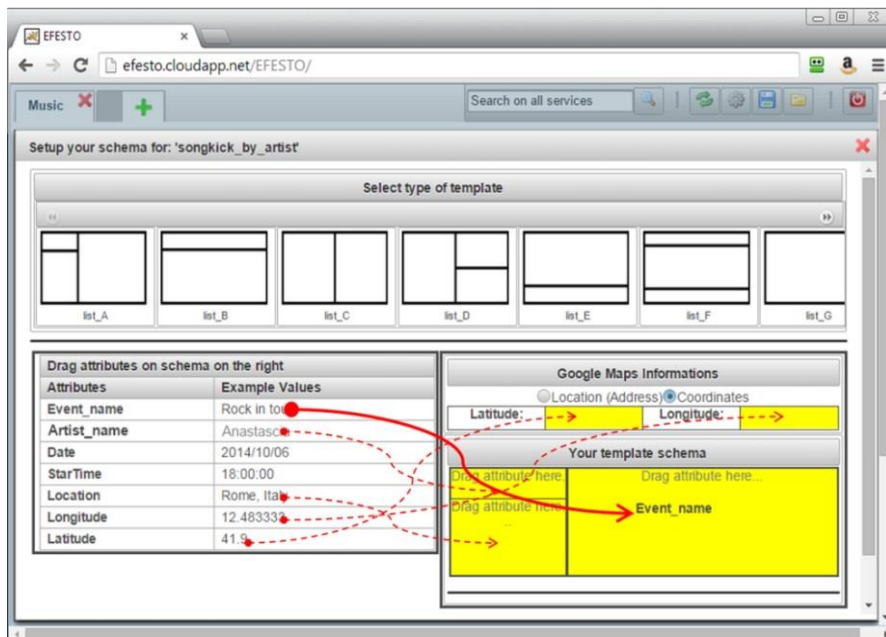 EFESTO
efesto.cloudapp.net/EFESTO/
Music
Search on all services
Setup your schema for: 'songkick_by_artist'
Select type of template
list_A list_B list_C list_D list_E list_F list_G
Drag attributes on schema on the right
Attributes Example Values
Event_name Rock in tou
Artist_name Anastascia
Date 2014/10/06
StarTime 18:00:00
Location Rome, Italy
Longitude 12.483333
Latitude 41.9
Google Maps Informations
Location (Address) Coordinates
Latitude: Longitude:
Your template schema
Drag attribute here. Drag attribute here...
Drag attribute here
..
Event_name